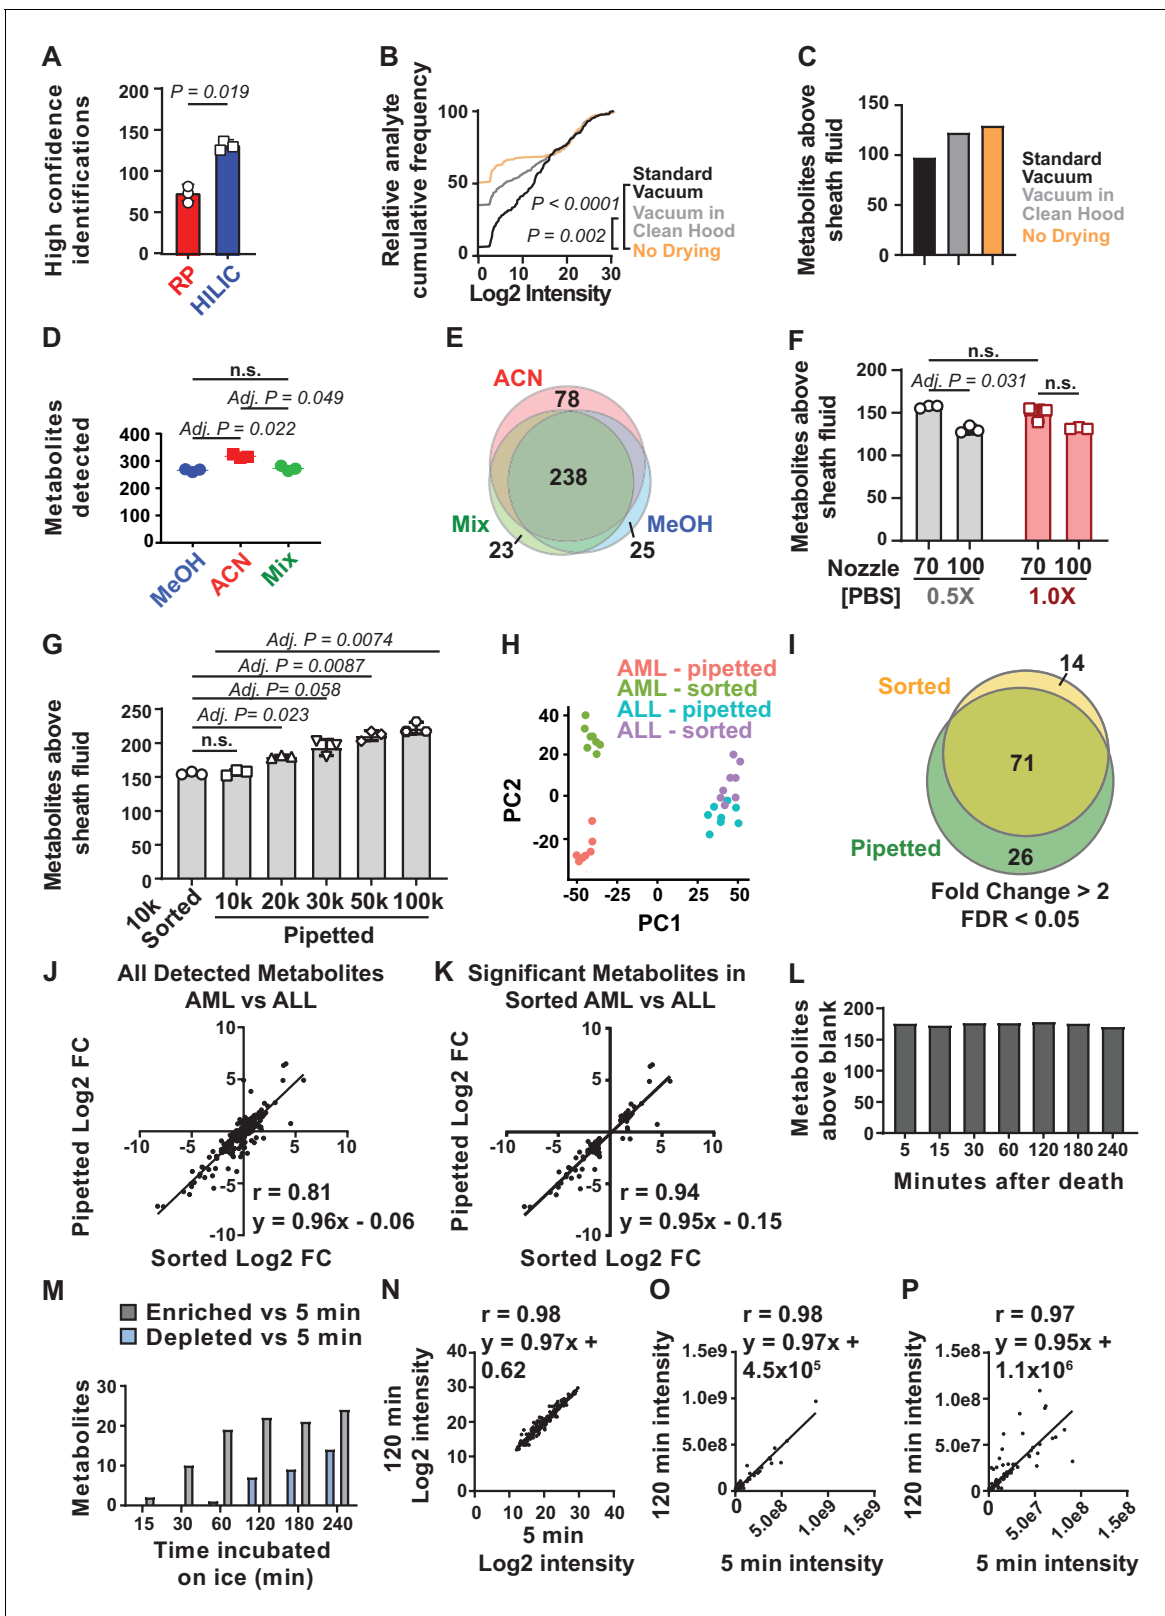 A
High confidence
identifications
200
150
100
50
0
P = 0.019
RP
HILIC
B
Relative analyte
cumulative frequency
100
50
0
0
10
20
30
Log2 Intensity
P < 0.0001
P = 0.002
Standard
Vacuum
Vacuum in
Clean Hood
No Drying
C
Metabolites above
sheath fluid
150
100
50
0
Standard
Vacuum
Vacuum in
Clean Hood
No Drying
D
Metabolites
detected
n.s.
Adj. P = 0.049
Adj. P = 0.022
400
300
200
100
0
MeOH
ACN
Mix
E
ACN
78
238
Mix
23
MeOH
25
F
Metabolites above
sheath fluid
200
150
100
50
0
n.s.
Adj. P = 0.031
n.s.
Nozzle 70 100 70 100
[PBS] 0.5X 1.0X
G
Metabolites above
sheath fluid
Adj. P = 0.0074
Adj. P = 0.0087
Adj. P= 0.058
Adj. P= 0.023
n.s.
250
200
150
100
50
0
10k
Sorted
10k 20k 30k 50k 100k
Pipetted
H
AML - pipetted
AML - sorted
ALL - pipetted
ALL - sorted
PC2
40
20
0
-20
-50 -25 0 25 50
PC1
I
Sorted
14
71
Pipetted
26
Fold Change > 2
FDR < 0.05
J
All Detected Metabolites
AML vs ALL
Pipetted Log2 FC
10
5
-10 -5 5 10
-5
-10
r = 0.81
y = 0.96x - 0.06
Sorted Log2 FC
K
Significant Metabolites in
Sorted AML vs ALL
Pipetted Log2 FC
10
5
-10 -5 5 10
-5
-10
r = 0.94
y = 0.95x - 0.15
Sorted Log2 FC
L
Metabolites
above blank
200
150
100
50
0
5 15 30 60 120 180 240
Minutes after death
M
Enriched vs 5 min
Depleted vs 5 min
Metabolites
30
20
10
0
15 30 60 120 180 240
Time incubated
on ice (min)
N
r = 0.98
y = 0.97x +
0.62
120 min
Log2 intensity
40
30
20
10
0
0 10 20 30 40
5 min
Log2 intensity
O
r = 0.98
y = 0.97x +
4.5x10⁵
120 min intensity
1.5e9
1.0e9
5.0e8
0
0
5.0e8
1.0e9
1.5e9
5 min intensity
P
r = 0.97
y = 0.95x +
1.1x10⁶
120 min intensity
1.5e8
1.0e8
5.0e7
0
0
5.0e7
1.0e8
1.5e8
5 min intensity